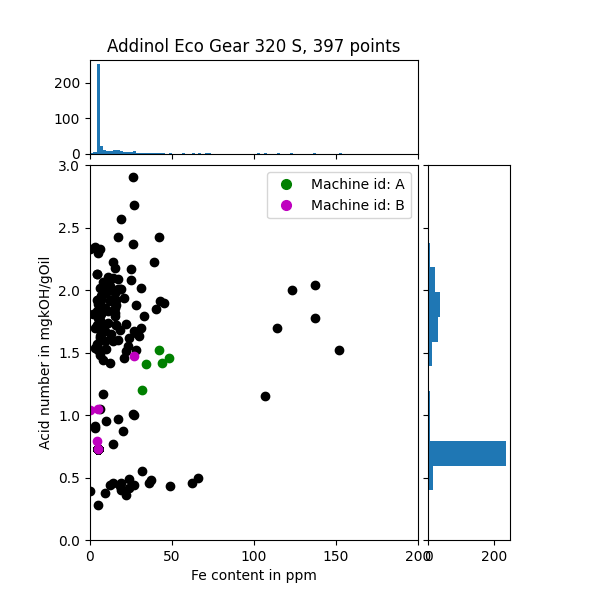 Addinol Eco Gear 320 S, 397 points
200
100
0
3.0
2.5
2.0
1.5
1.0
0.5
0.0
Acid number in mgkOH/gOil
Machine id: A
Machine id: B
0 50 100 150 200
0 200
Fe content in ppm